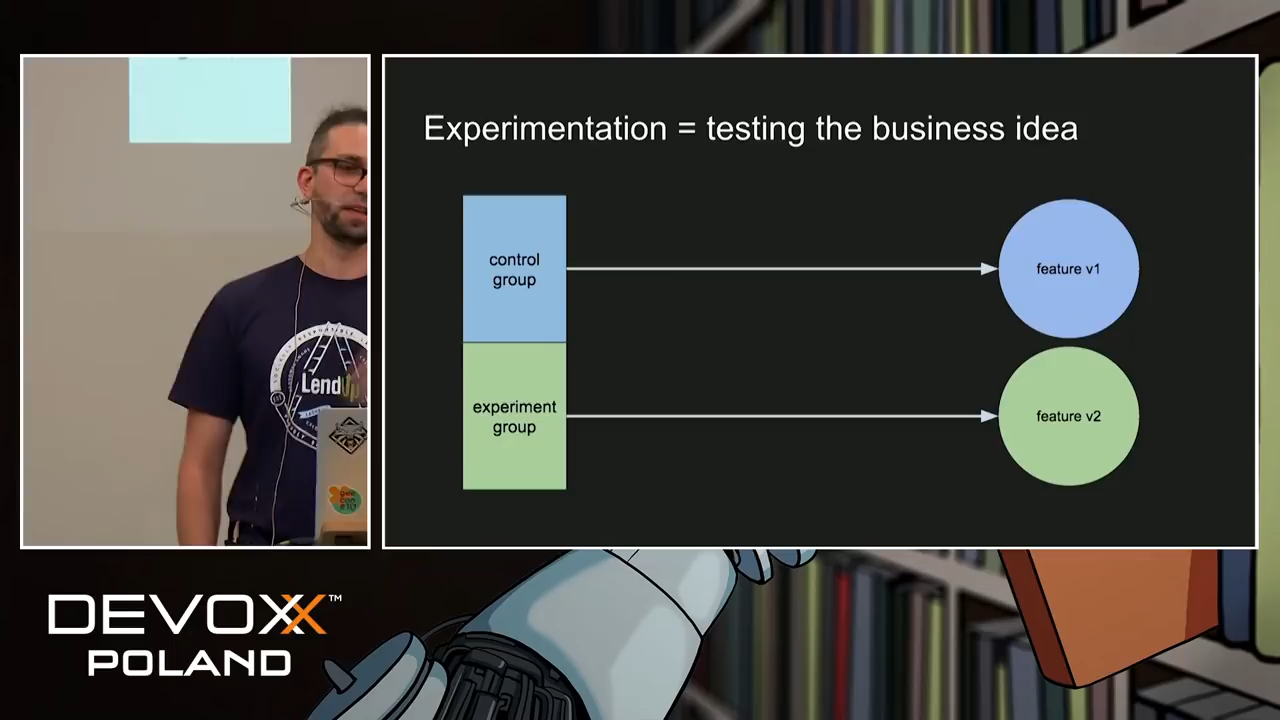 Experimentation = testing the business idea
control
group
feature v1
experiment
group
feature v2
LendUp
DEVOXX™
POLAND